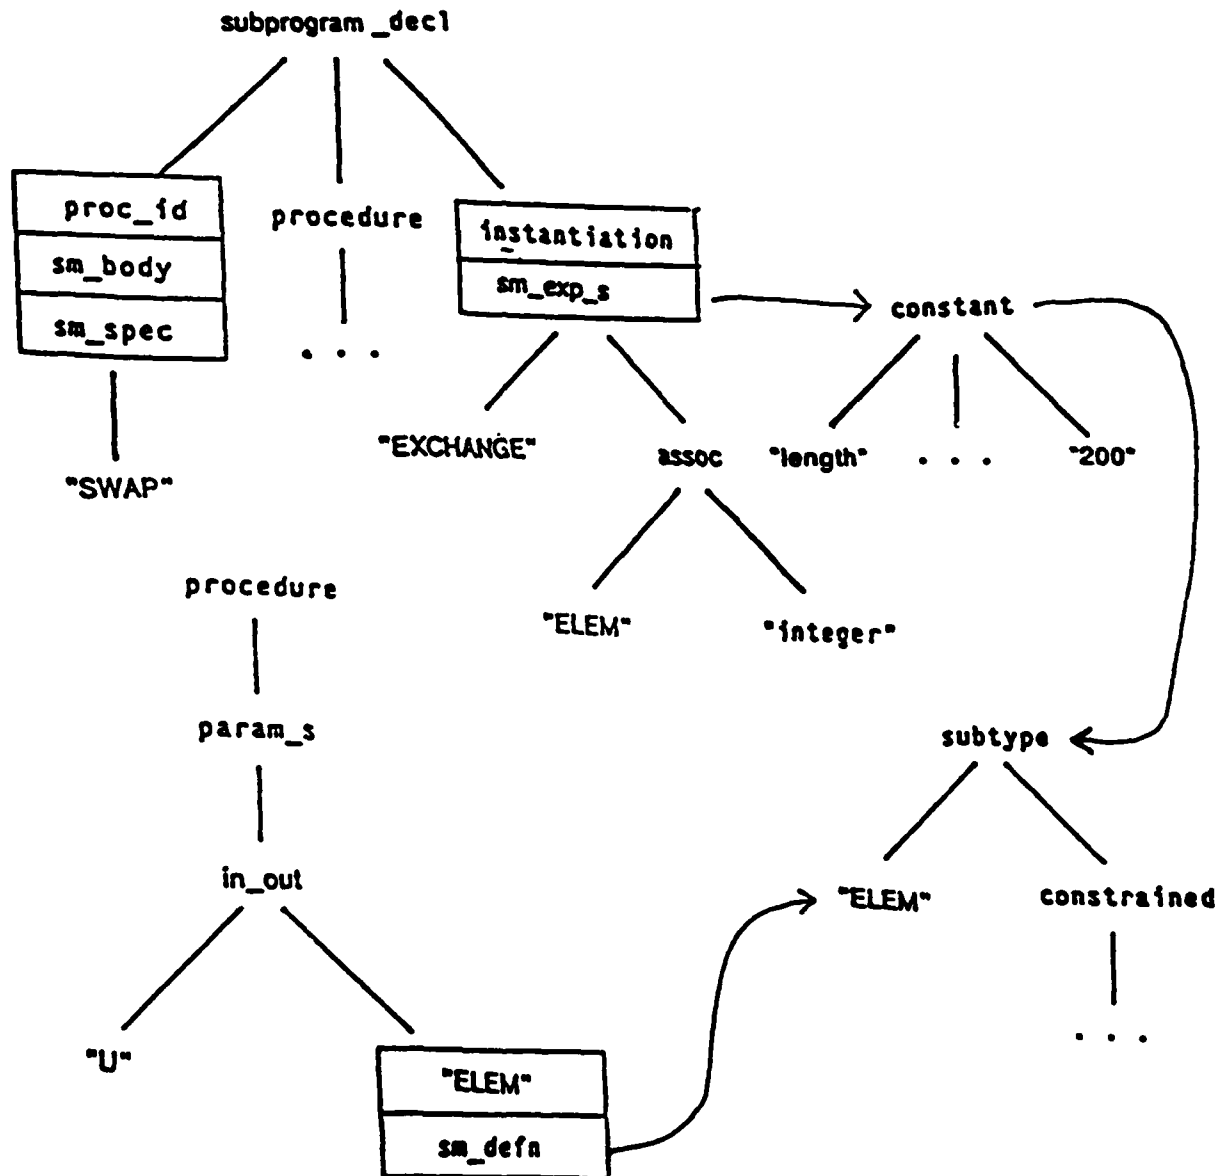 subprogram_decl
proc_id
sm_body
sm_spec
procedure
. . .
instantiation
sm_exp_s
constant
"SWAP"
"EXCHANGE"
assoc
"length"
. . .
"200"
"ELEM"
"integer"
procedure
param_s
in_out
"U"
"ELEM"
sm_defn
subtype
"ELEM"
constrained
. . .